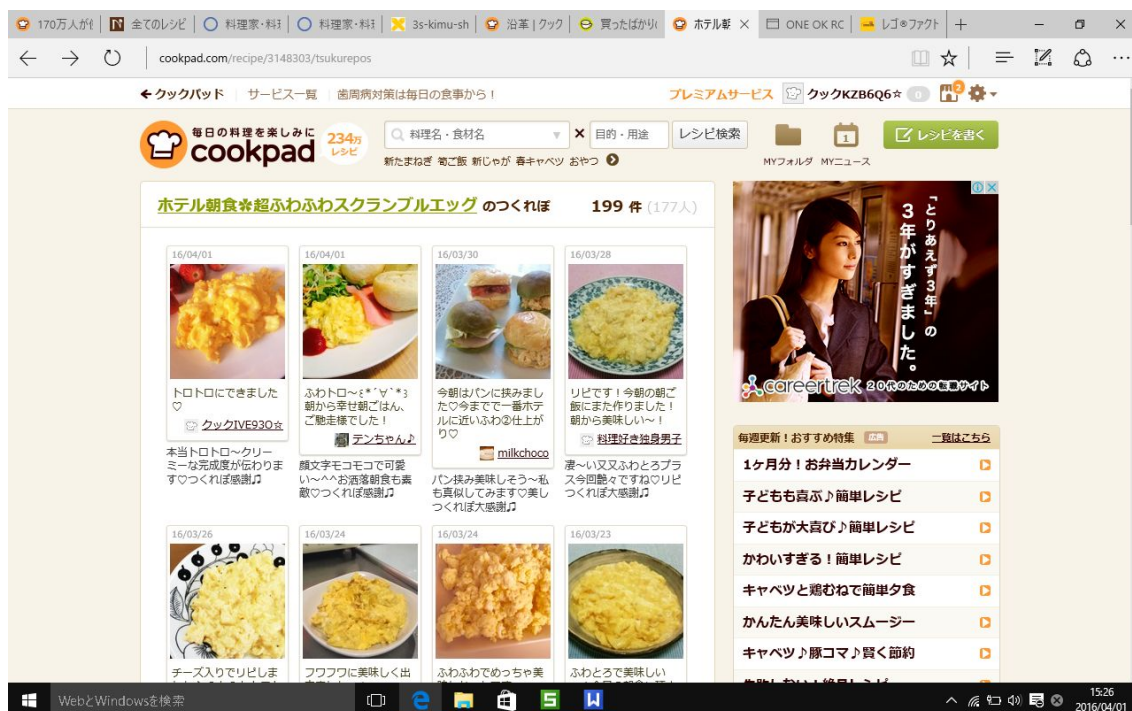 170万人が
全てのレシピ
料理家・料
料理家・料
3s-kimu-sh
沿革 | クック
買ったばかり
ホテル朝
ONE OK RC
レゴ®ファクト
cookpad.com/recipe/3148303/tsukurepos
クックパッド
サービス一覧
歯周病対策は毎日の食事から！
プレミアムサービス
クックKZB6Q6☆
0
2
毎日の料理を楽しみに
cookpad
234万
レシピ
料理名・食材名
×
目的・用途
レシピ検索
新たまねぎ 筍ご飯 新じゃが 春キャベツ おやつ
1
MYフォルダ
MYニュース
レシピを書く
ホテル朝食✽超ふわふわスクランブルエッグ のつくれぽ
199 件 (177人)
16/04/01
トロトロにできました
♡
クックIVE930☆
本当トロトロ～クリー
ミーな完成度が伝わりま
す♡つくれぽ感謝♫
16/04/01
ふわトロ～ε*´∀`*з
朝から幸せ朝ごはん、
ご馳走様でした！
テンちゃん♪
顔文字モコモコで可愛
い～^^お洒落朝食も素
敵♡つくれぽ感謝♫
16/03/30
今朝はパンに挟みまし
た♡今までで一番ホテ
ルに近いふわ②仕上が
り♡
milkchoco
パン挟み美味しそう～私
も真似してみます♡美し
つくれぽ大感謝♫
16/03/28
リピです！今朝の朝ご
飯にまた作りました！
朝から美味しい～！
料理好き独身男子
凄～い又又ふわとろプラ
ス今回艶々ですね♡リピ
つくれぽ大感謝♫
16/03/26
チーズ入りでリピしま
16/03/24
フワフワに美味しく出
16/03/24
ふわふわでめっちゃ美
16/03/23
ふわとろで美味しい
「とりあえず3年」の
3年がすぎました。
careertrek 20代のための転職サイト
毎週更新！おすすめ特集
広告
一覧はこちら
1ヶ月分！お弁当カレンダー
子どもも喜ぶ♪簡単レシピ
子どもが大喜び♪簡単レシピ
かわいすぎる！簡単レシピ
キャベツと鶏むねで簡単夕食
かんたん美味しいスムージー
キャベツ♪豚コマ♪賢く節約
WebとWindowsを検索
15:26
2016/04/01